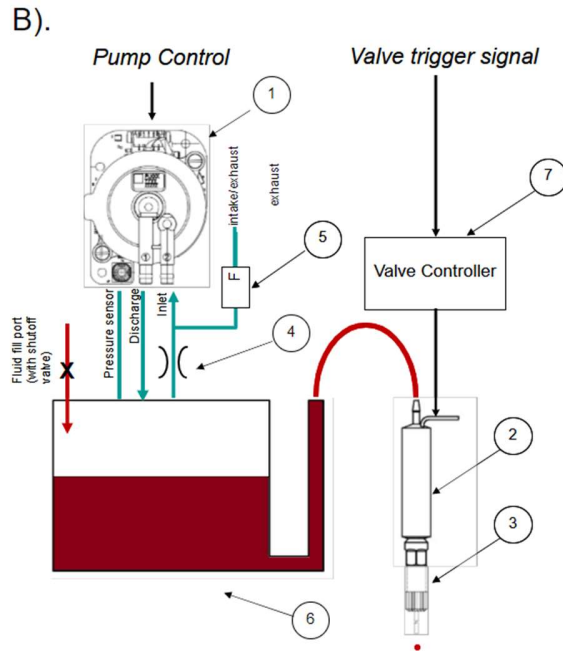 B).
Pump Control
Valve trigger signal
1
intake/exhaust
exhaust
7
5
F
Valve Controller
Fluid fill port
(with shutoff
valve)
X
Pressure sensor
Discharge
Inlet
4
2
3
6